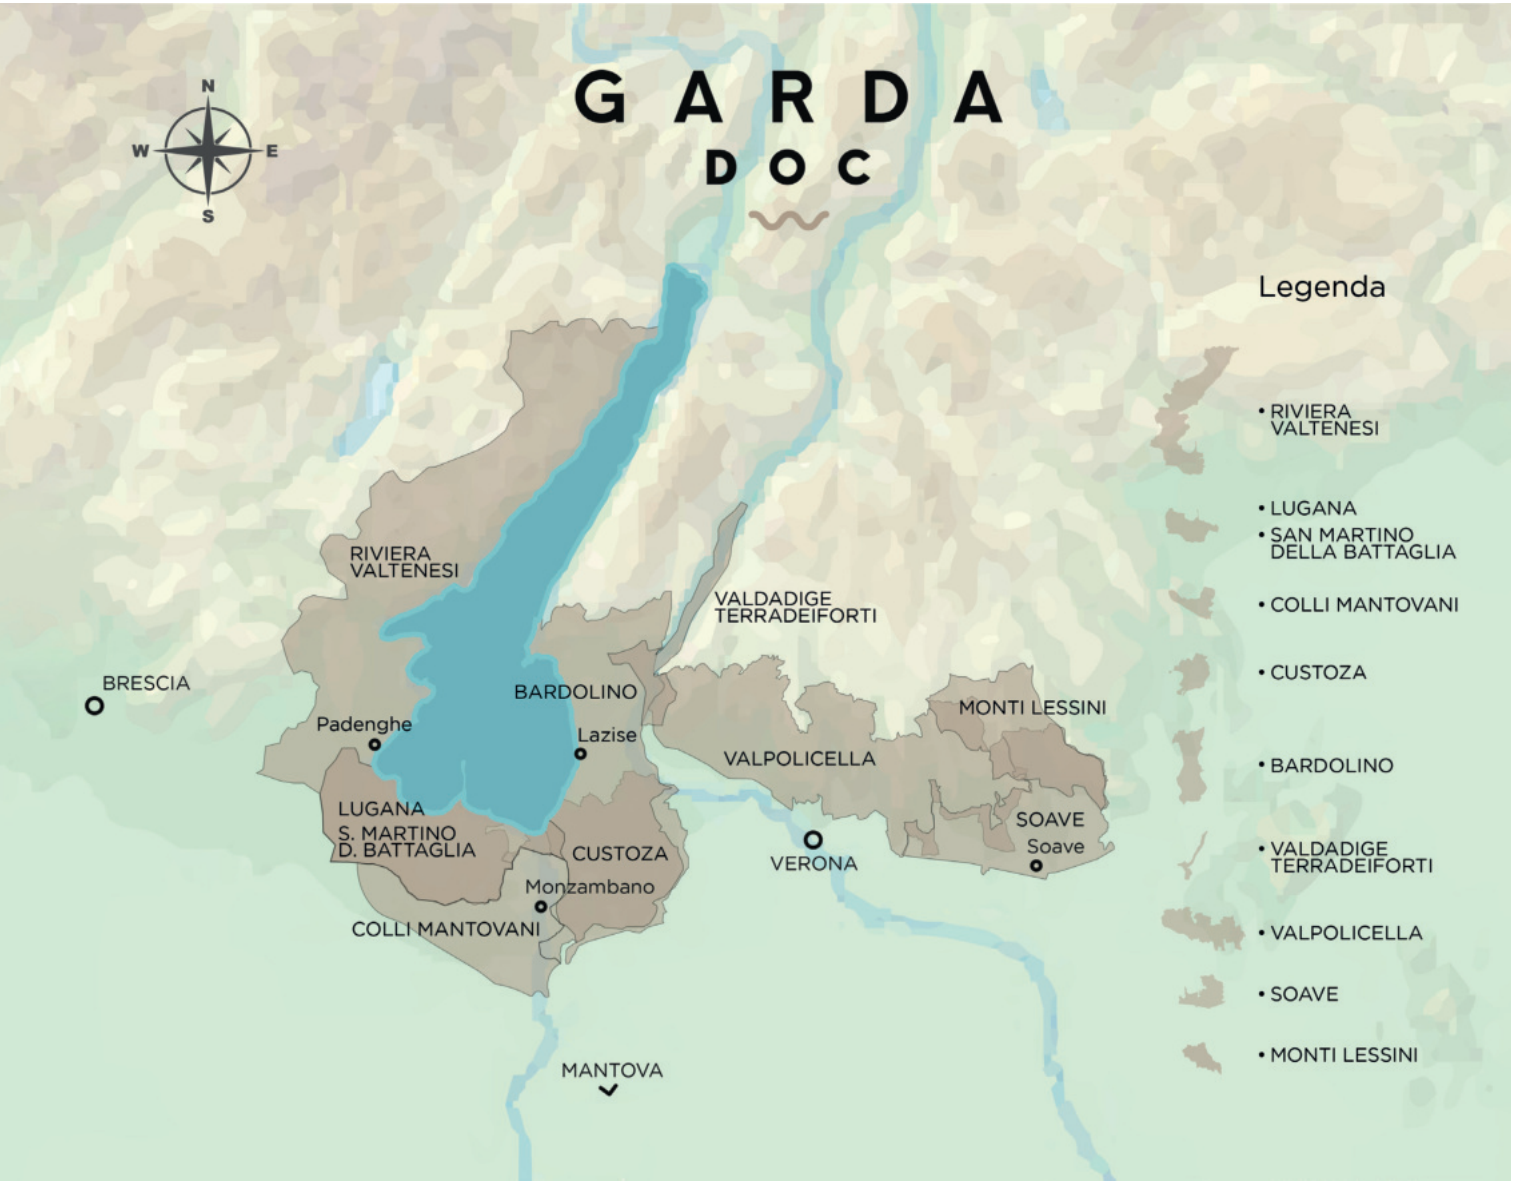 GARDA
DOC
N
W E
S
Legenda
• RIVIERA
VALTENESI
• LUGANA
• SAN MARTINO
DELLA BATTAGLIA
• COLLI MANTOVANI
• CUSTOZA
• BARDOLINO
• VALDADIGE
TERRADEIFORTI
• VALPOLICELLA
• SOAVE
• MONTI LESSINI
RIVIERA
VALTENESI
VALDADIGE
TERRADEIFORTI
BRESCIA
BARDOLINO
MONTI LESSINI
Padenghe
Lazise
VALPOLICELLA
LUGANA
S. MARTINO
D. BATTAGLIA
CUSTOZA
SOAVE
Soave
VERONA
Monzambano
COLLI MANTOVANI
MANTOVA